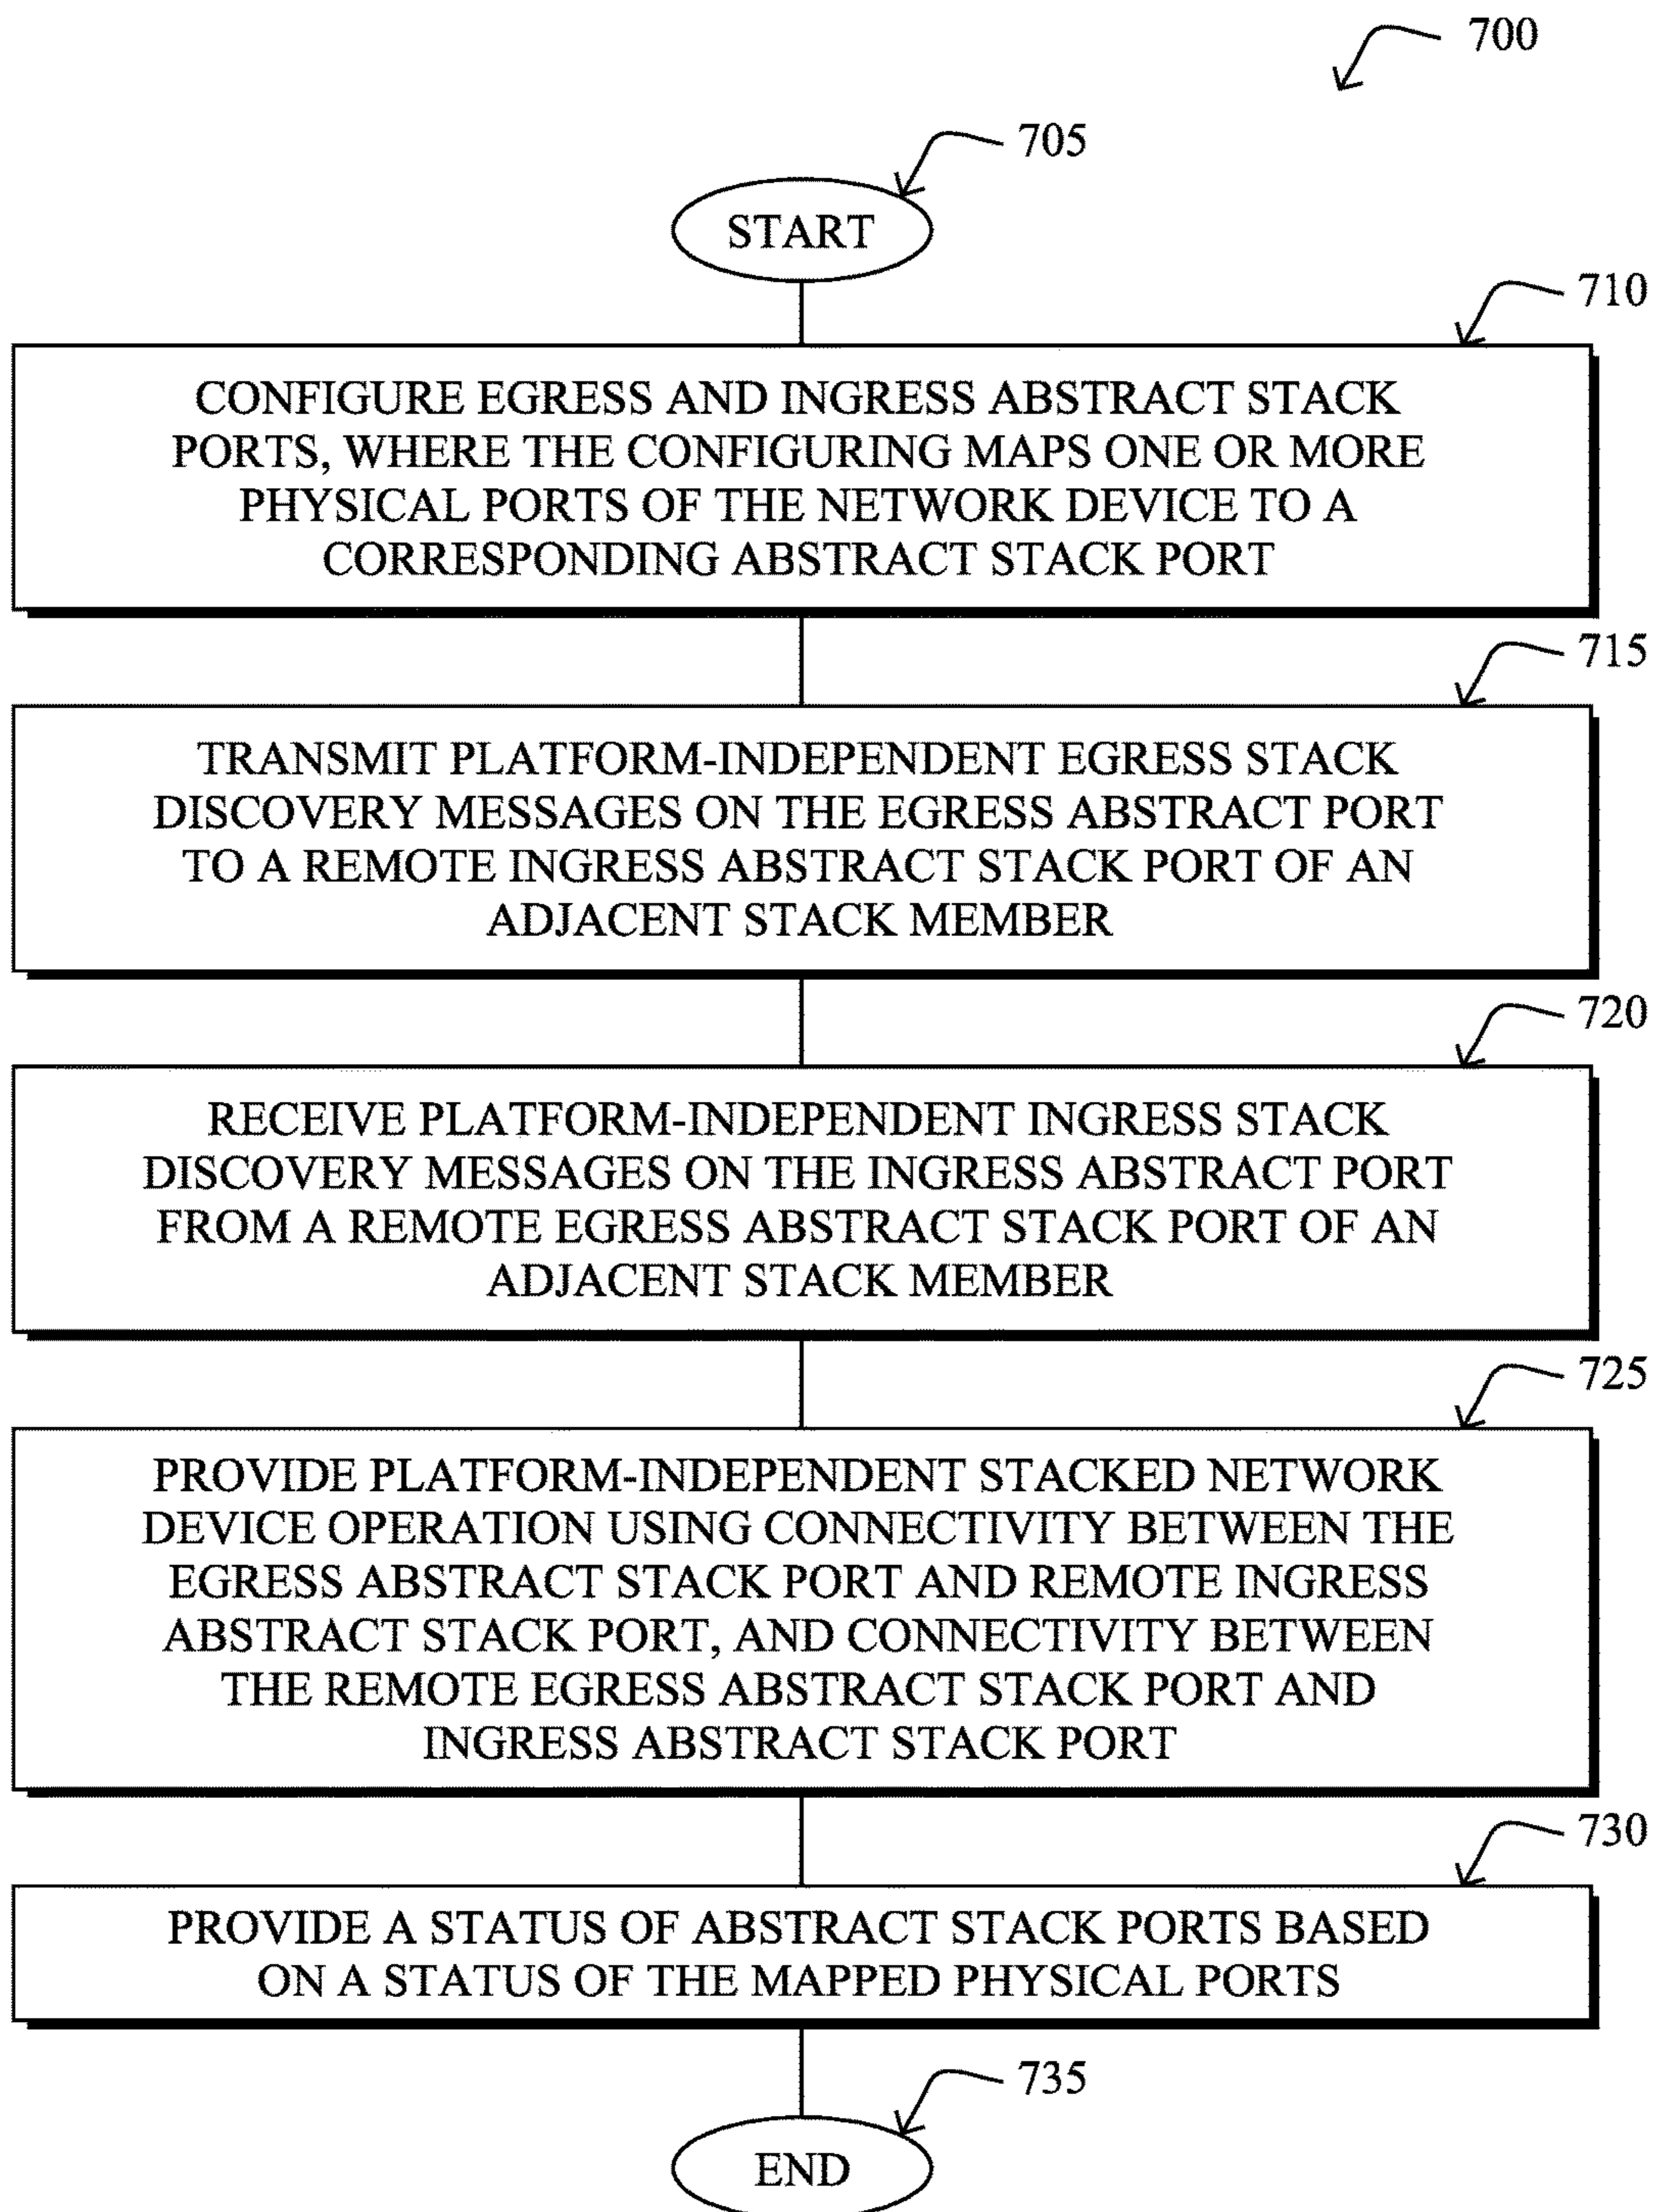 700
705
START
710
CONFIGURE EGRESS AND INGRESS ABSTRACT STACK
PORTS, WHERE THE CONFIGURING MAPS ONE OR MORE
PHYSICAL PORTS OF THE NETWORK DEVICE TO A
CORRESPONDING ABSTRACT STACK PORT
715
TRANSMIT PLATFORM-INDEPENDENT EGRESS STACK
DISCOVERY MESSAGES ON THE EGRESS ABSTRACT PORT
TO A REMOTE INGRESS ABSTRACT STACK PORT OF AN
ADJACENT STACK MEMBER
720
RECEIVE PLATFORM-INDEPENDENT INGRESS STACK
DISCOVERY MESSAGES ON THE INGRESS ABSTRACT PORT
FROM A REMOTE EGRESS ABSTRACT STACK PORT OF AN
ADJACENT STACK MEMBER
725
PROVIDE PLATFORM-INDEPENDENT STACKED NETWORK
DEVICE OPERATION USING CONNECTIVITY BETWEEN THE
EGRESS ABSTRACT STACK PORT AND REMOTE INGRESS
ABSTRACT STACK PORT, AND CONNECTIVITY BETWEEN
THE REMOTE EGRESS ABSTRACT STACK PORT AND
INGRESS ABSTRACT STACK PORT
730
PROVIDE A STATUS OF ABSTRACT STACK PORTS BASED
ON A STATUS OF THE MAPPED PHYSICAL PORTS
735
END